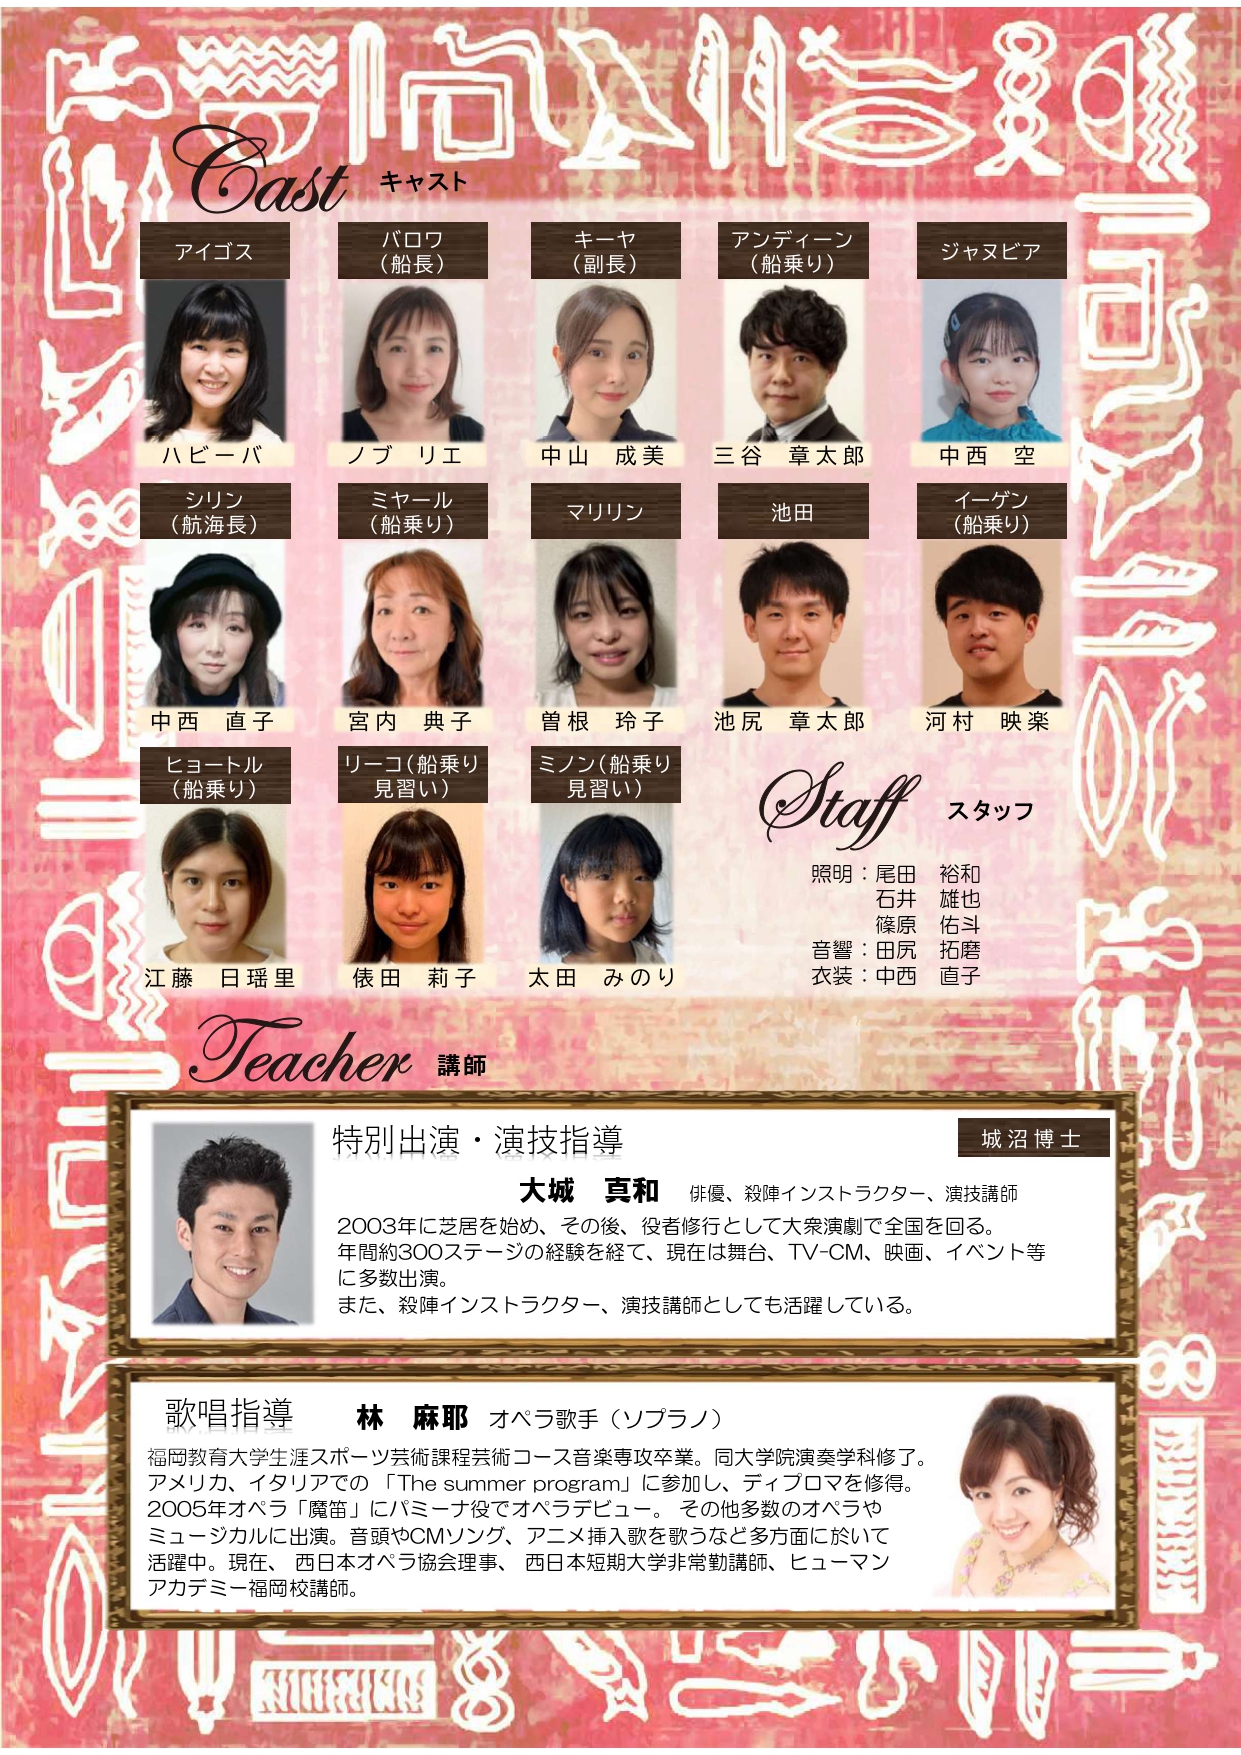 Cast キャスト
アイゴス
バロワ
（船長）
キーヤ
（副長）
アンディーン
（船乗り）
ジャヌビア
ハビーバ
ノブ　リエ
中山　成美
三谷　章太郎
中西　空
シリン
（航海長）
ミヤール
（船乗り）
マリリン
池田
イーゲン
（船乗り）
中西　直子
宮内　典子
曽根　玲子
池尻　章太郎
河村　映楽
ヒョートル
（船乗り）
リーコ（船乗り
見習い）
ミノン（船乗り
見習い）
江藤　日瑶里
俵田　莉子
太田　みのり
Staff スタッフ
照明：尾田　裕和
石井　雄也
篠原　佑斗
音響：田尻　拓磨
衣装：中西　直子
Teacher 講師
特別出演・演技指導
城沼博士
大城　真和　俳優、殺陣インストラクター、演技講師
2003年に芝居を始め、その後、役者修行として大衆演劇で全国を回る。
年間約300ステージの経験を経て、現在は舞台、TV-CM、映画、イベント等
に多数出演。
また、殺陣インストラクター、演技講師としても活躍している。
歌唱指導　林　麻耶　オペラ歌手（ソプラノ）
福岡教育大学生涯スポーツ芸術課程芸術コース音楽専攻卒業。同大学院演奏学科修了。
アメリカ、イタリアでの 「The summer program」に参加し、ディプロマを修得。
2005年オペラ「魔笛」にパミーナ役でオペラデビュー。 その他多数のオペラや
ミュージカルに出演。音頭やCMソング、アニメ挿入歌を歌うなど多方面に於いて
活躍中。現在、 西日本オペラ協会理事、 西日本短期大学非常勤講師、ヒューマン
アカデミー福岡校講師。